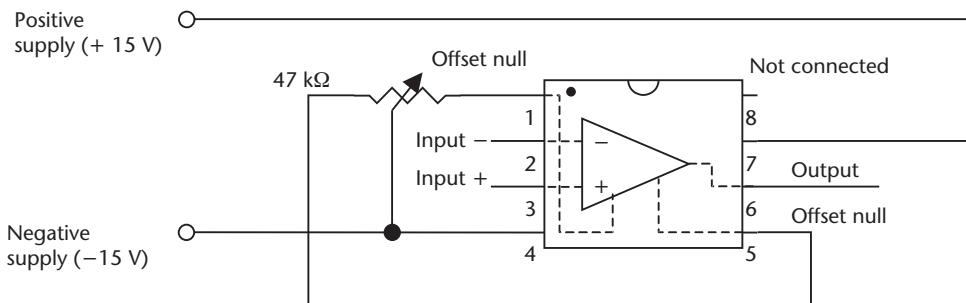 Positive
supply (+ 15 V)
47 kΩ
Offset null
Not connected
1
8
Input −
−
2
7
Output
Input +
+
3
6
Offset null
Negative
supply (−15 V)
4
5